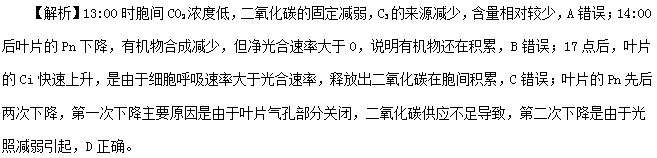 【解析】13:00 时胞间 CO₂浓度低，二氧化碳的固定减弱，C₃的来源减少，含量相对较少，A 错误；14:00
后叶片的 Pn 下降，有机物合成减少，但净光合速率大于 0，说明有机物还在积累，B 错误；17 点后，叶片
的 Ci 快速上升，是由于细胞呼吸速率大于光合速率，释放出二氧化碳在胞间积累，C 错误；叶片的 Pn 先后
两次下降，第一次下降主要原因是由于叶片气孔部分关闭，二氧化碳供应不足导致，第二次下降是由于光
照减弱引起，D 正确。